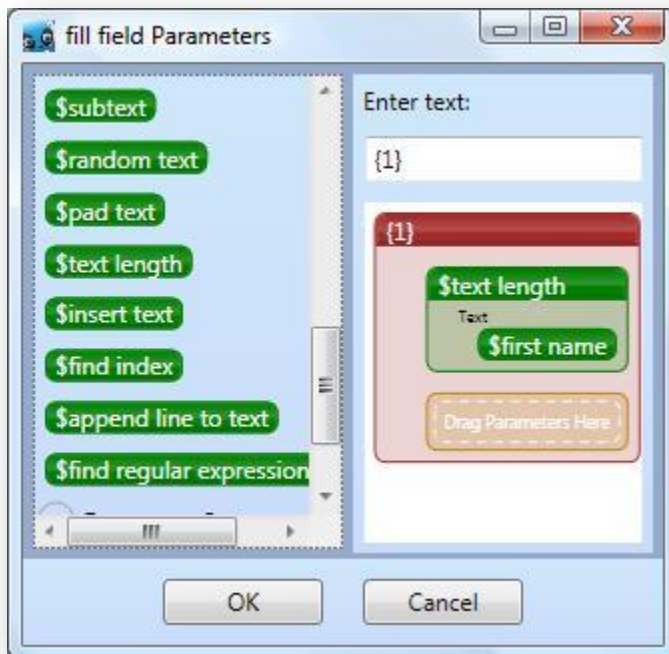 fill field Parameters
$subtext
$random text
$pad text
$text length
$insert text
$find index
$append line to text
$find regular expression
Enter text:
{1}
{1}
$text length
Text
$first name
Drag Parameters Here
OK
Cancel